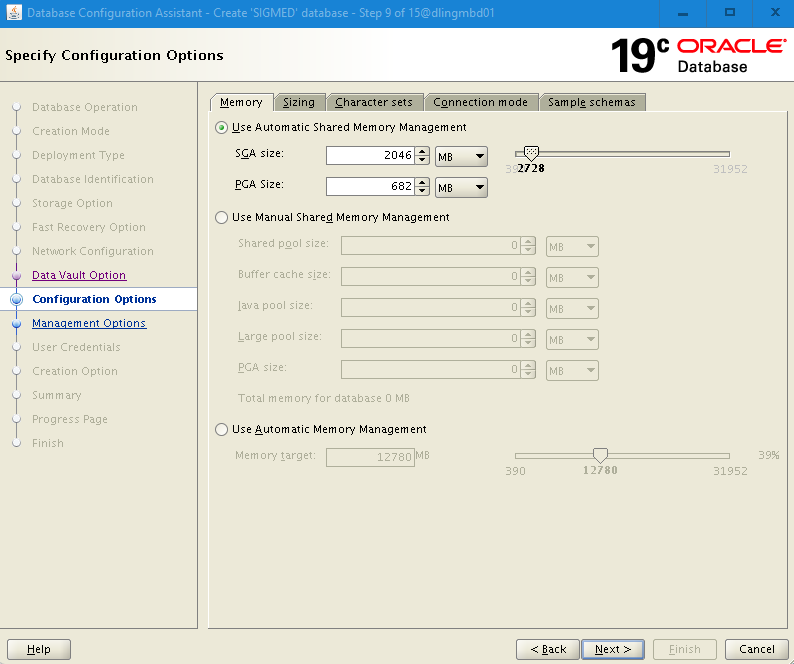 Database Configuration Assistant - Create 'SIGMED' database - Step 9 of 15@dlingmbd01
Specify Configuration Options
19c ORACLE
Database
Database Operation
Creation Mode
Deployment Type
Database Identification
Storage Option
Fast Recovery Option
Network Configuration
Data Vault Option
Configuration Options
Management Options
User Credentials
Creation Option
Summary
Progress Page
Finish
Memory Sizing Character sets Connection mode Sample schemas
Use Automatic Shared Memory Management
SGA size: 2046 MB
39 2728 31952
PGA Size: 682 MB
Use Manual Shared Memory Management
Shared pool size: 0 MB
Buffer cache size: 0 MB
Java pool size: 0 MB
Large pool size: 0 MB
PGA size: 0 MB
Total memory for database 0 MB
Use Automatic Memory Management
Memory target: 12780 MB 39%
390 12780 31952
Help < Back Next > Finish Cancel